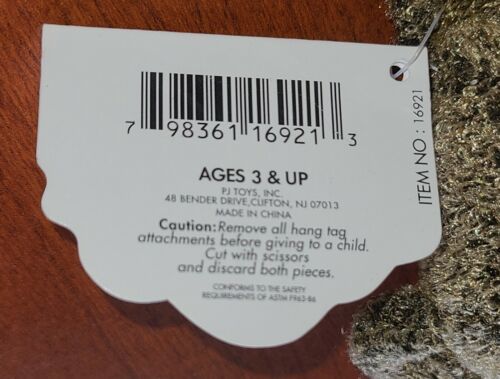 7 98361 16921 3
AGES 3 & UP
PJ TOYS, INC.
48 BENDER DRIVE,CLIFTON, NJ 07013
MADE IN CHINA
Caution:Remove all hang tag
attachments before giving to a child.
Cut with scissors
and discard both pieces.
CONFORMS TO THE SAFETY
REQUIREMENTS OF ASTM F963-86
ITEM NO : 16921